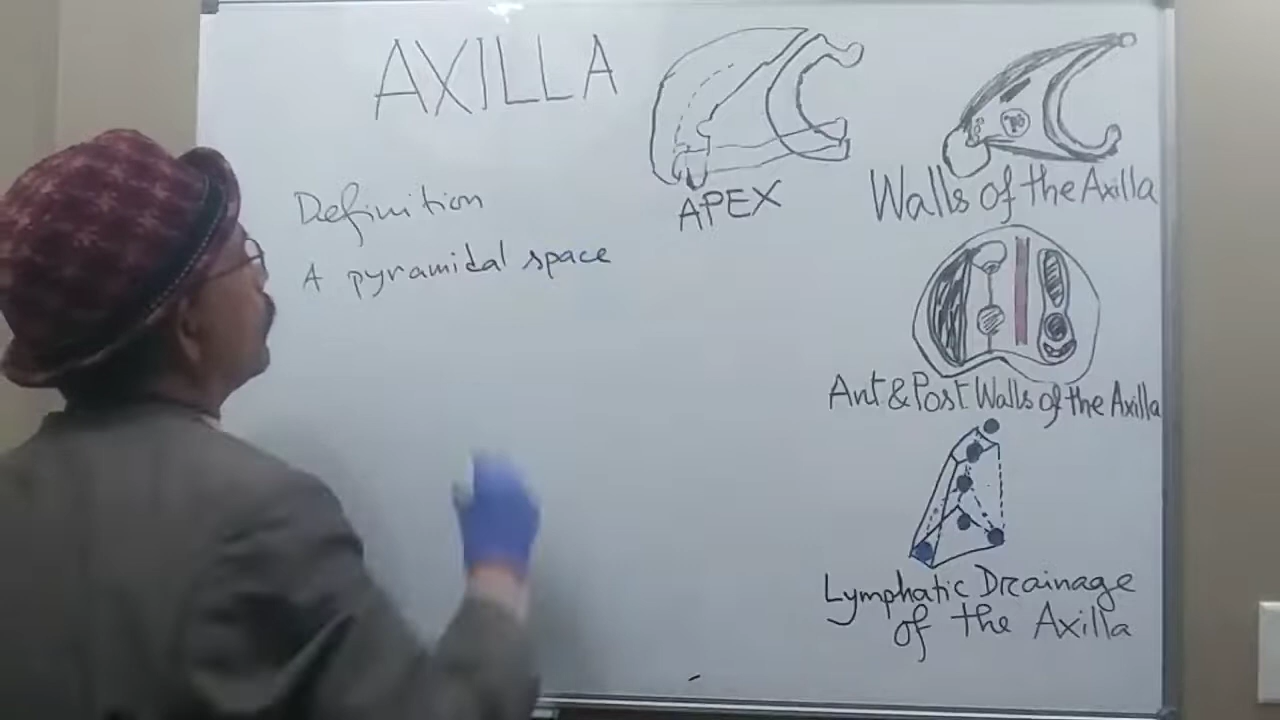 AXILLA
Definition
A pyramidal space
APEX
Walls of the Axilla
Ant & Post Walls of the Axilla
Lymphatic Drainage
of the Axilla